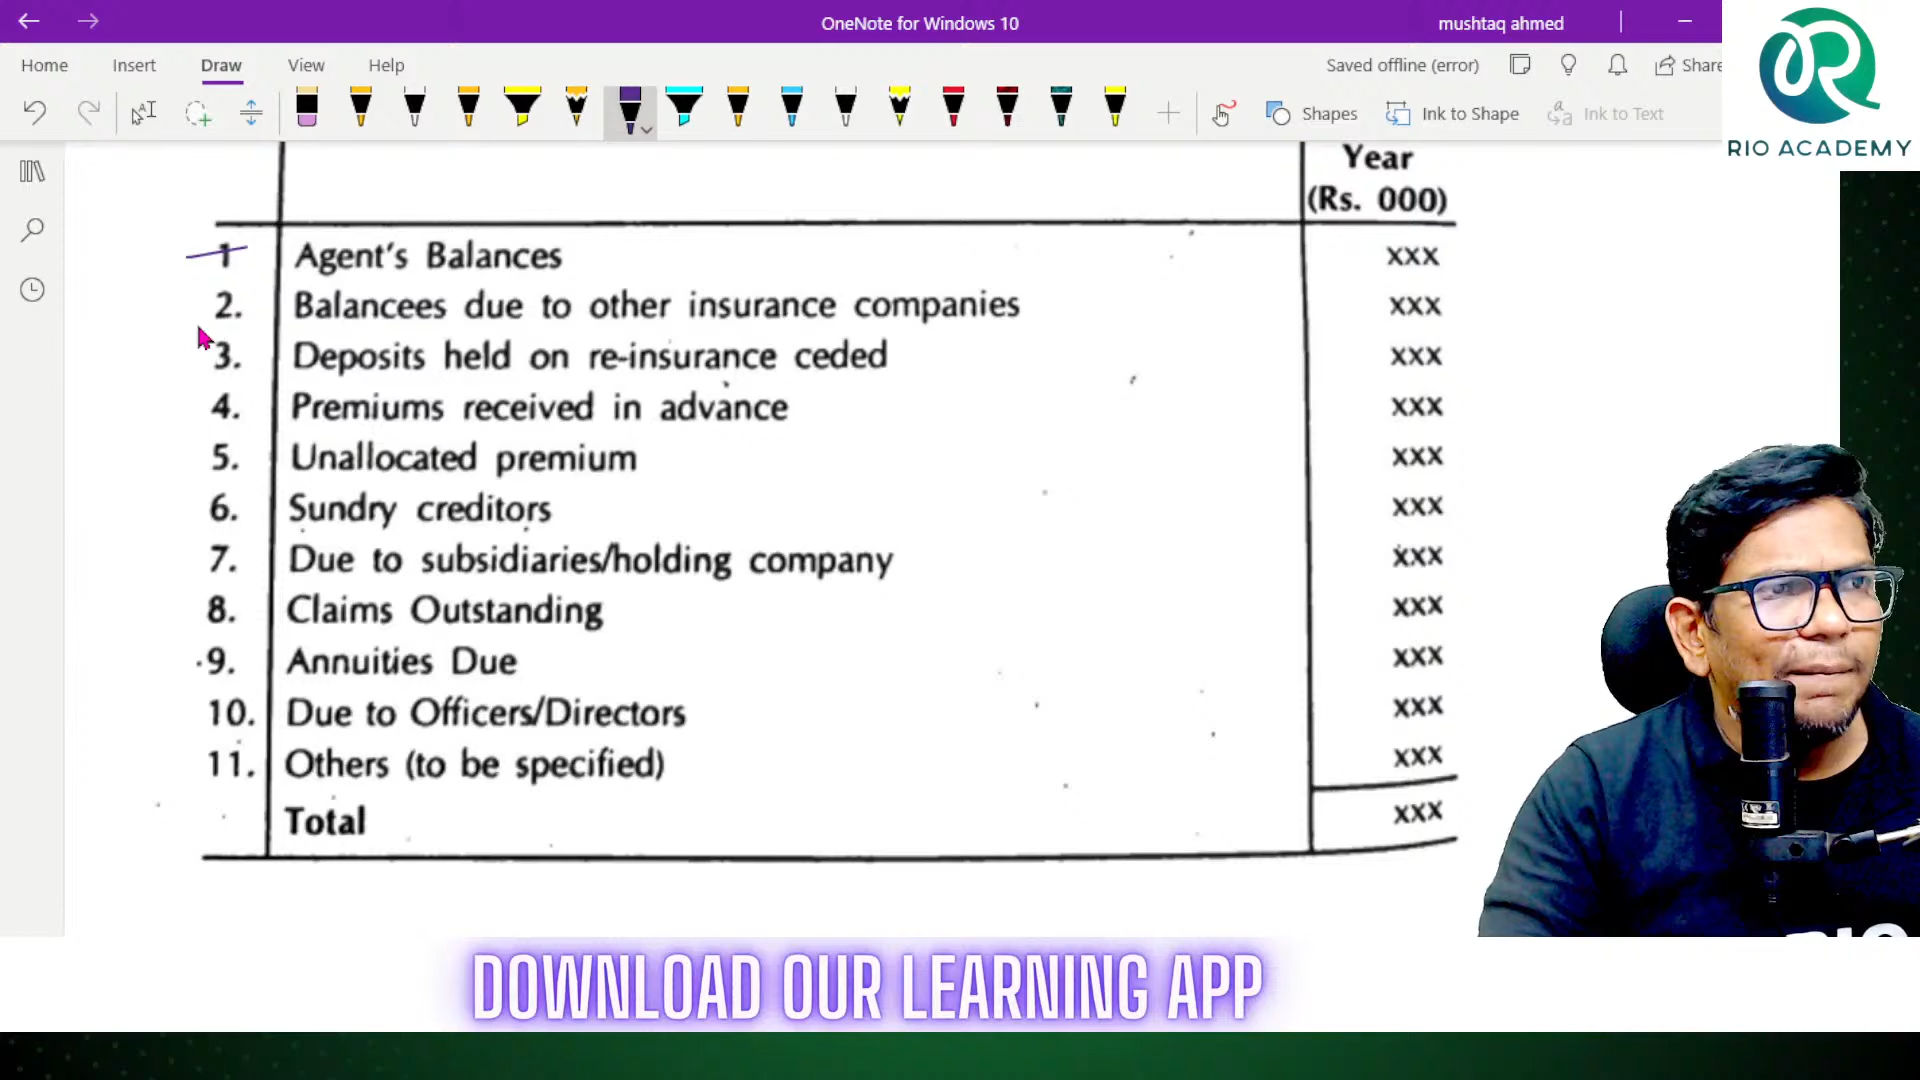 OneNote for Windows 10
mushtaq ahmed
Home Insert Draw View Help
Saved offline (error)
Share
Shapes
Ink to Shape
Ink to Text
RIO ACADEMY
Year
(Rs. 000)
1 Agent's Balances xxx
2. Balancees due to other insurance companies xxx
3. Deposits held on re-insurance ceded xxx
4. Premiums received in advance xxx
5. Unallocated premium xxx
6. Sundry creditors xxx
7. Due to subsidiaries/holding company xxx
8. Claims Outstanding xxx
9. Annuities Due xxx
10. Due to Officers/Directors xxx
11. Others (to be specified) xxx
Total xxx
DOWNLOAD OUR LEARNING APP